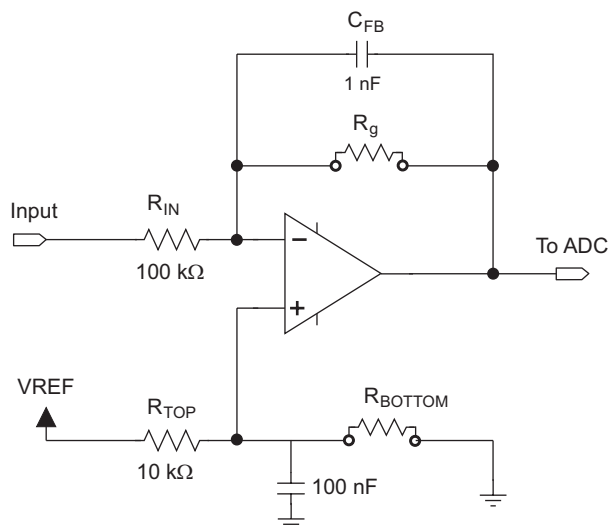 C_FB
1 nF
R_g
Input
R_IN
100 kΩ
−
+
To ADC
VREF
R_TOP
10 kΩ
R_BOTTOM
100 nF